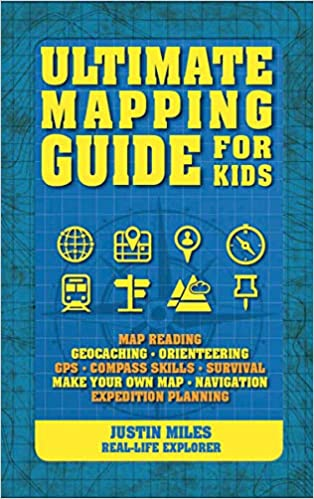 ULTIMATE
MAPPING
GUIDE FOR
KIDS
MAP READING
GEOCACHING • ORIENTEERING
GPS • COMPASS SKILLS • SURVIVAL
MAKE YOUR OWN MAP • NAVIGATION
EXPEDITION PLANNING
JUSTIN MILES
REAL-LIFE EXPLORER